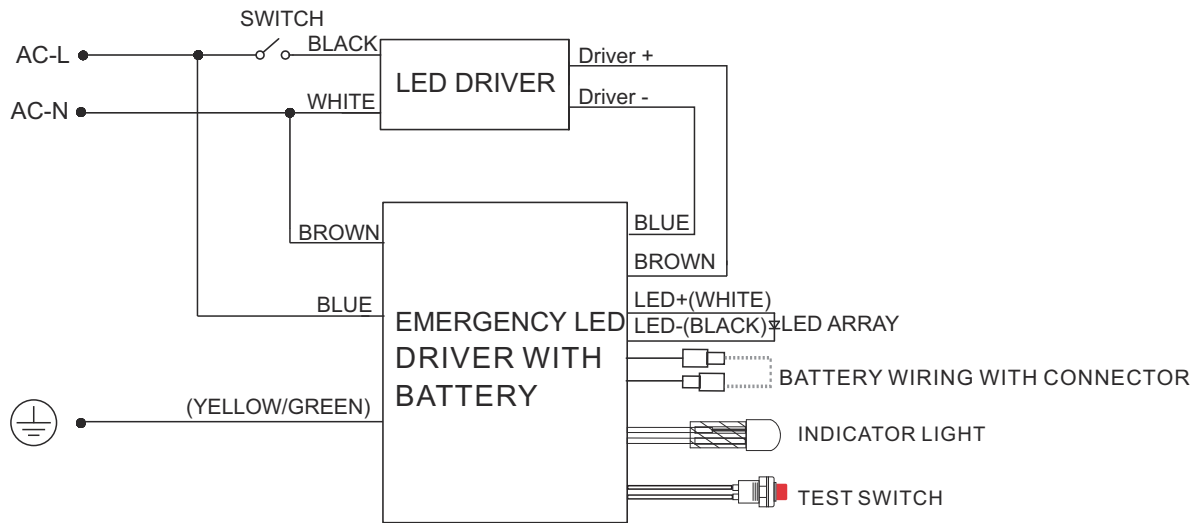 SWITCH
AC-L
BLACK
LED DRIVER
Driver +
AC-N
WHITE
Driver -
BROWN
BLUE
(YELLOW/GREEN)
EMERGENCY LED
DRIVER WITH
BATTERY
BLUE
BROWN
LED+(WHITE)
LED-(BLACK)
LED ARRAY
BATTERY WIRING WITH CONNECTOR
INDICATOR LIGHT
TEST SWITCH